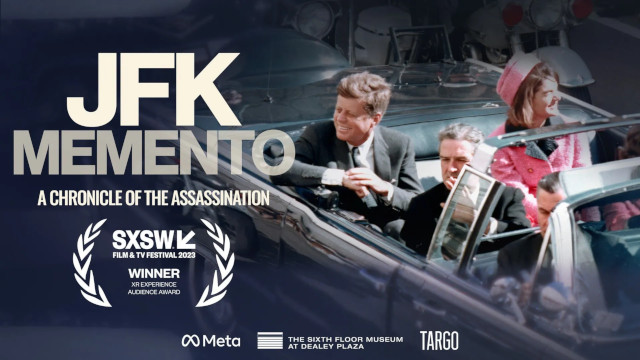 JFK
MEMENTO
A CHRONICLE OF THE ASSASSINATION
SXSW
FILM & TV FESTIVAL 2023
WINNER
XR EXPERIENCE
AUDIENCE AWARD
Meta
THE SIXTH FLOOR MUSEUM
AT DEALEY PLAZA
TARGO